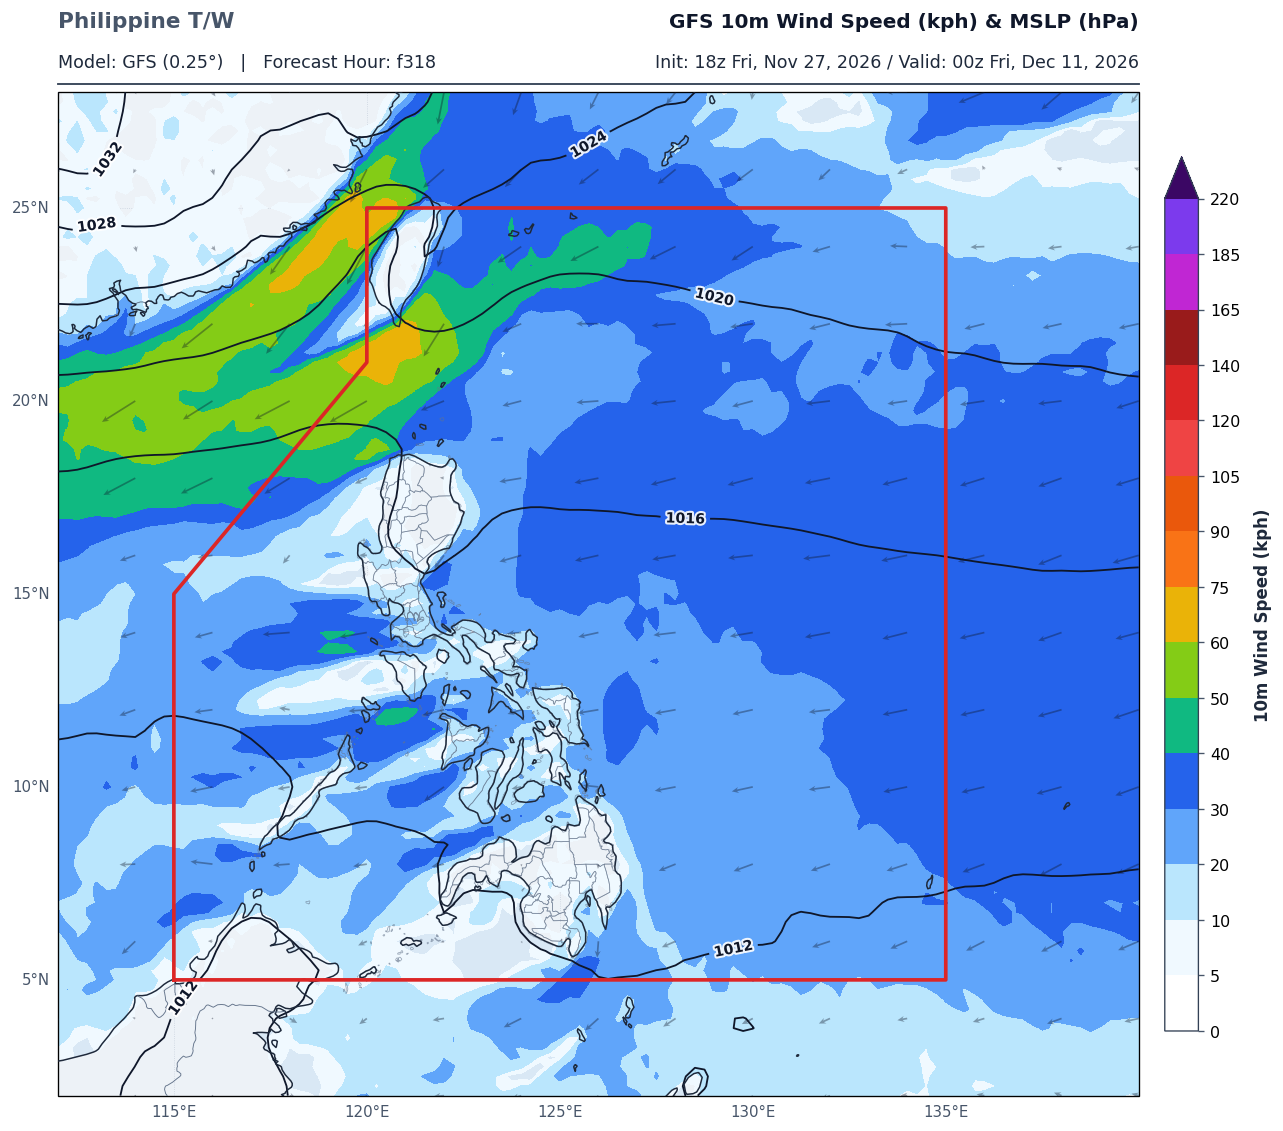 Philippine T/W
GFS 10m Wind Speed (kph) & MSLP (hPa)
Model: GFS (0.25°) | Forecast Hour: f318
Init: 18z Fri, Nov 27, 2026 / Valid: 00z Fri, Dec 11, 2026
1032
1024
1028
1020
1016
1012
1012
25°N
20°N
15°N
10°N
5°N
115°E
120°E
125°E
130°E
135°E
220
185
165
140
120
105
90
75
60
50
40
30
20
10
5
0
10m Wind Speed (kph)